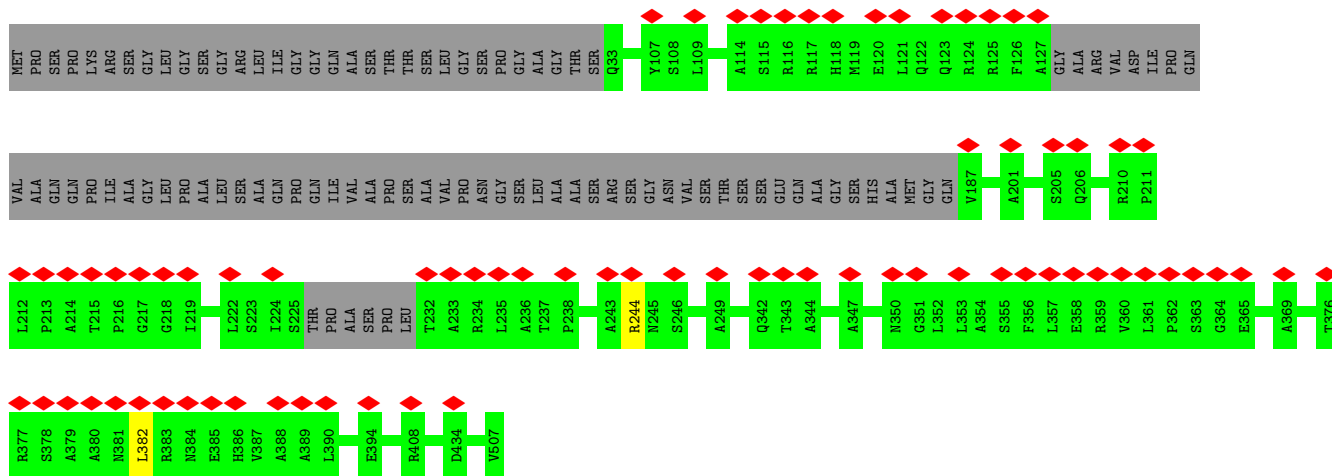 MET PRO SER PRO LYS ARG SER GLY LEU GLY SER GLY ARG LEU ILE GLY GLY GLN ALA SER THR THR SER LEU GLY SER PRO GLY ALA GLY THR SER Q33 Y107 S108 L109 A114 S115 R116 R117 H118 M119 E120 L121 Q122 Q123 R124 R125 F126 A127 GLY ALA ARG VAL ASP ILE PRO GLN
VAL ALA GLN GLN PRO ILE ALA GLY LEU PRO ALA LEU SER ALA GLN PRO GLN ILE VAL ALA PRO SER ALA VAL PRO ASN GLY SER LEU ALA ALA SER ARG SER GLY ASN VAL SER THR SER SER GLU GLN ALA GLY SER HIS ALA MET GLY GLN V187 A201 S205 Q206 R210 P211
L212 P213 A214 T215 P216 G217 G218 I219 L222 S223 I224 S225 THR PRO ALA SER PRO LEU T232 A233 R234 L235 A236 T237 P238 A243 R244 N245 S246 A249 Q342 T343 A344 A347 N350 G351 L352 L353 A354 S355 F356 L357 E358 R359 V360 L361 P362 S363 G364 E365 A369 T376
R377 S378 A379 A380 N381 L382 R383 N384 E385 H386 V387 A388 A389 L390 E394 R408 D434 V507